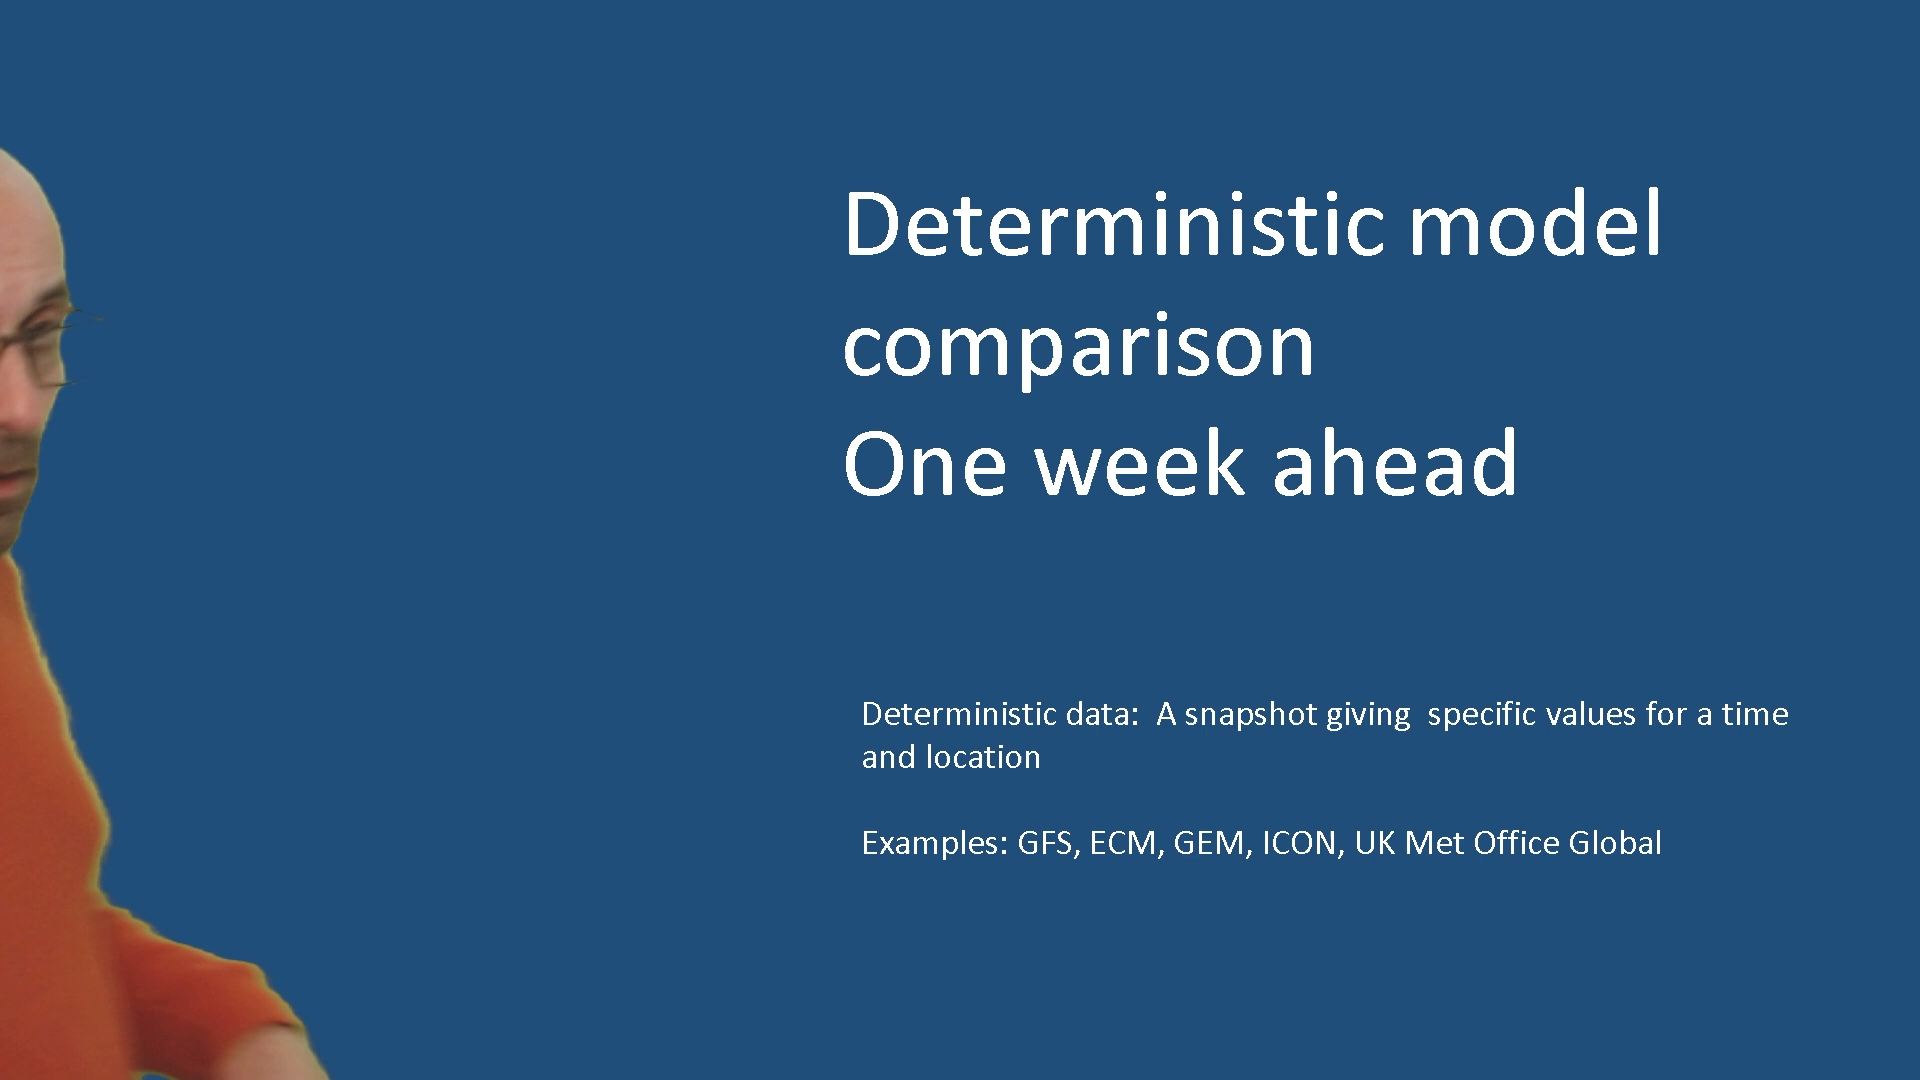 Deterministic model
comparison
One week ahead
Deterministic data:  A snapshot giving  specific values for a time
and location
Examples: GFS, ECM, GEM, ICON, UK Met Office Global